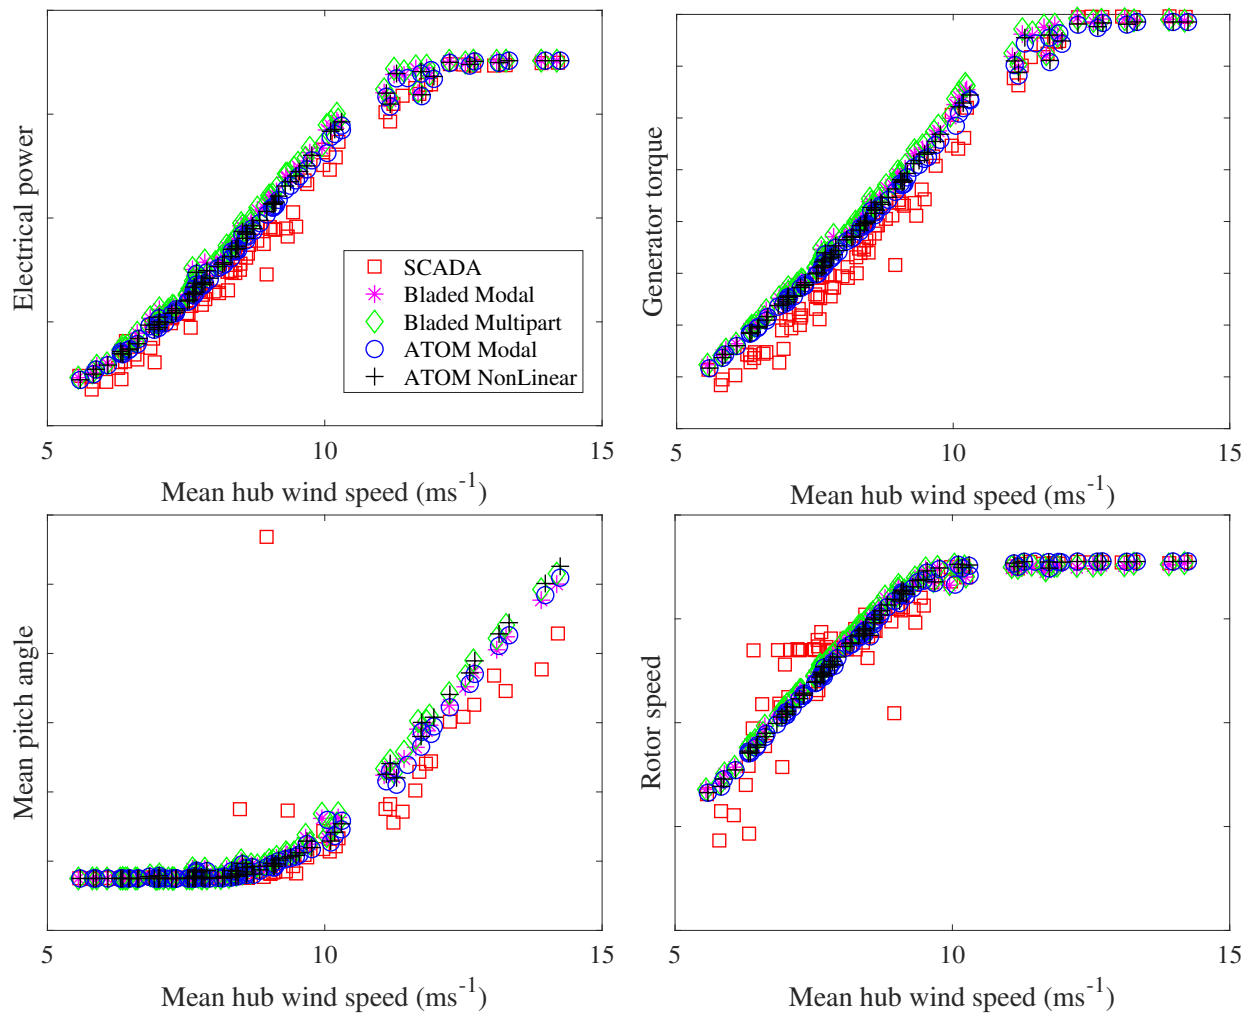 Electrical power
SCADA
Bladed Modal
Bladed Multipart
ATOM Modal
ATOM NonLinear
5
10
15
Mean hub wind speed (ms⁻¹)
Generator torque
5
10
15
Mean hub wind speed (ms⁻¹)
Mean pitch angle
5
10
15
Mean hub wind speed (ms⁻¹)
Rotor speed
5
10
15
Mean hub wind speed (ms⁻¹)